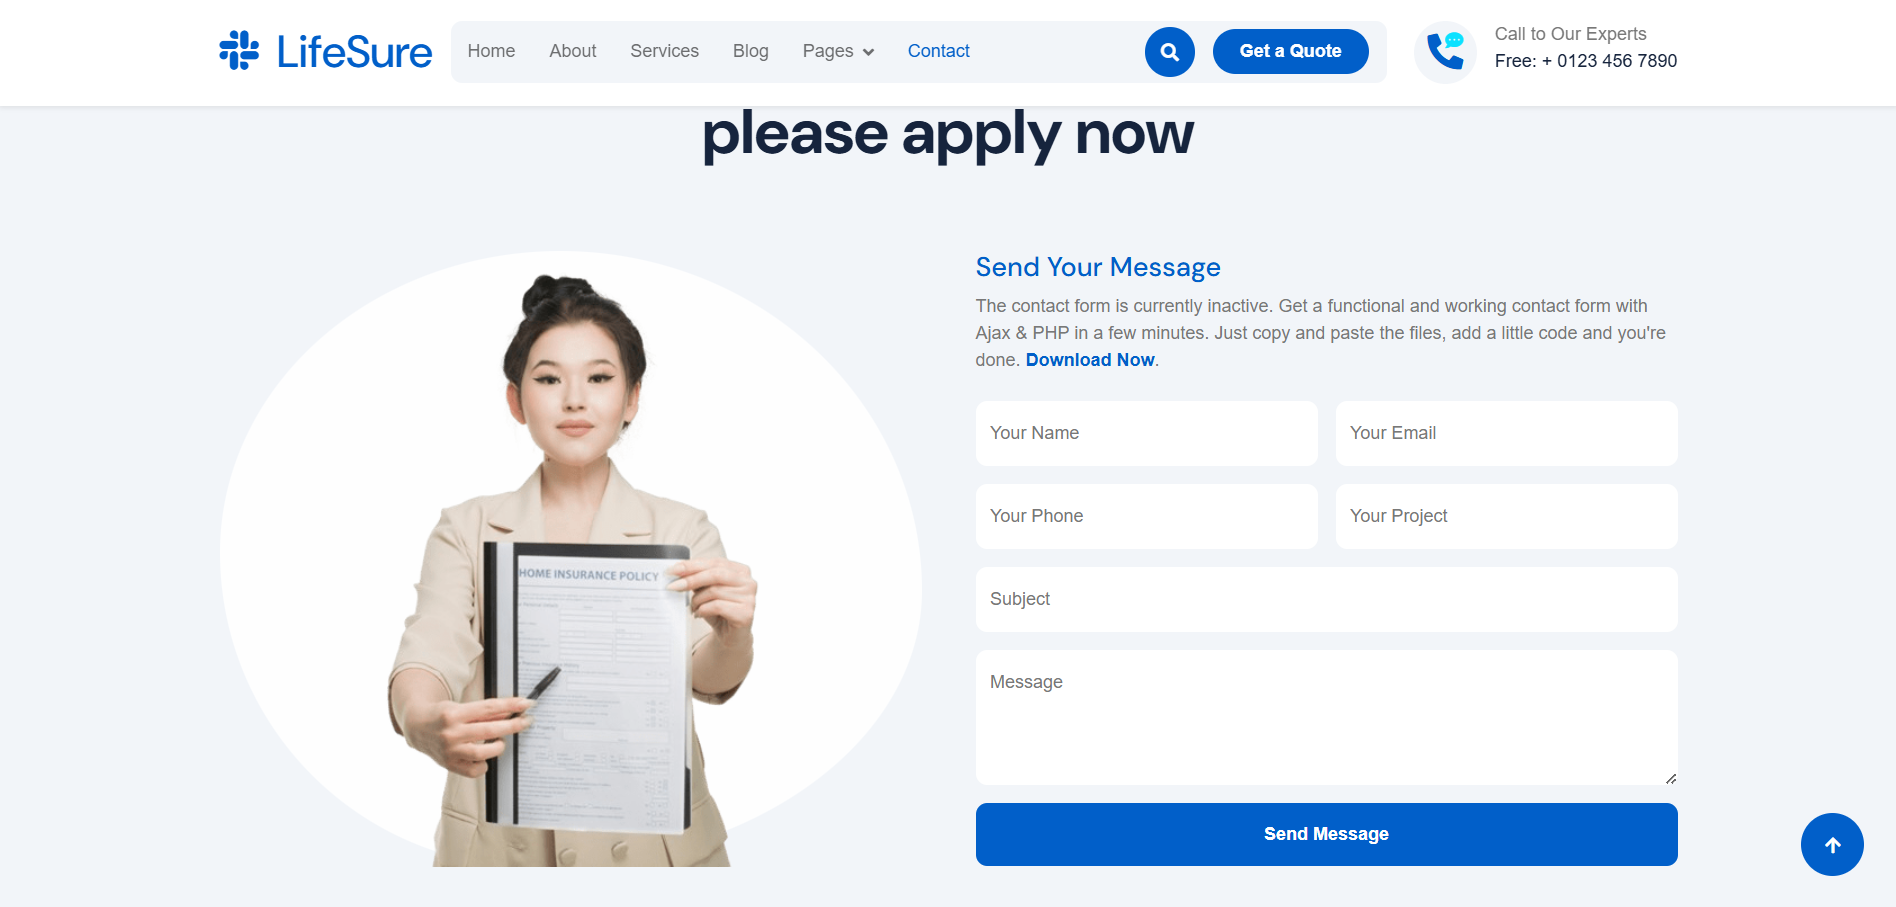 LifeSure
Home About Services Blog Pages Contact
Get a Quote
Call to Our Experts
Free: + 0123 456 7890
please apply now
HOME INSURANCE POLICY
Send Your Message
The contact form is currently inactive. Get a functional and working contact form with
Ajax & PHP in a few minutes. Just copy and paste the files, add a little code and you're
done. Download Now.
Your Name
Your Email
Your Phone
Your Project
Subject
Message
Send Message